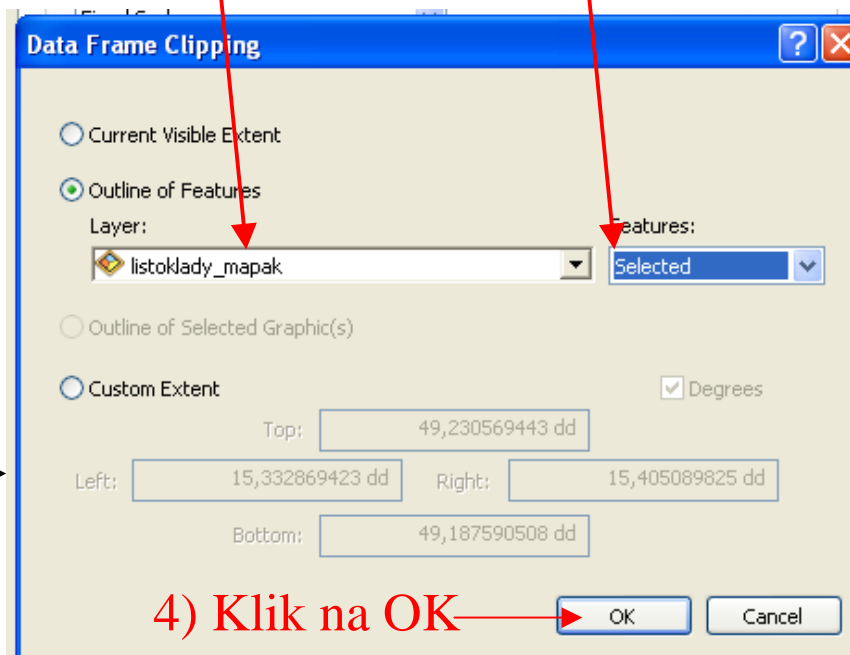 Data Frame Clipping
Current Visible Extent
Outline of Features
Layer: Features:
listoklady_mapak Selected
Outline of Selected Graphic(s)
Custom Extent Degrees
Top: 49,230569443 dd
Left: 15,332869423 dd Right: 15,405089825 dd
Bottom: 49,187590508 dd
4) Klik na OK OK Cancel